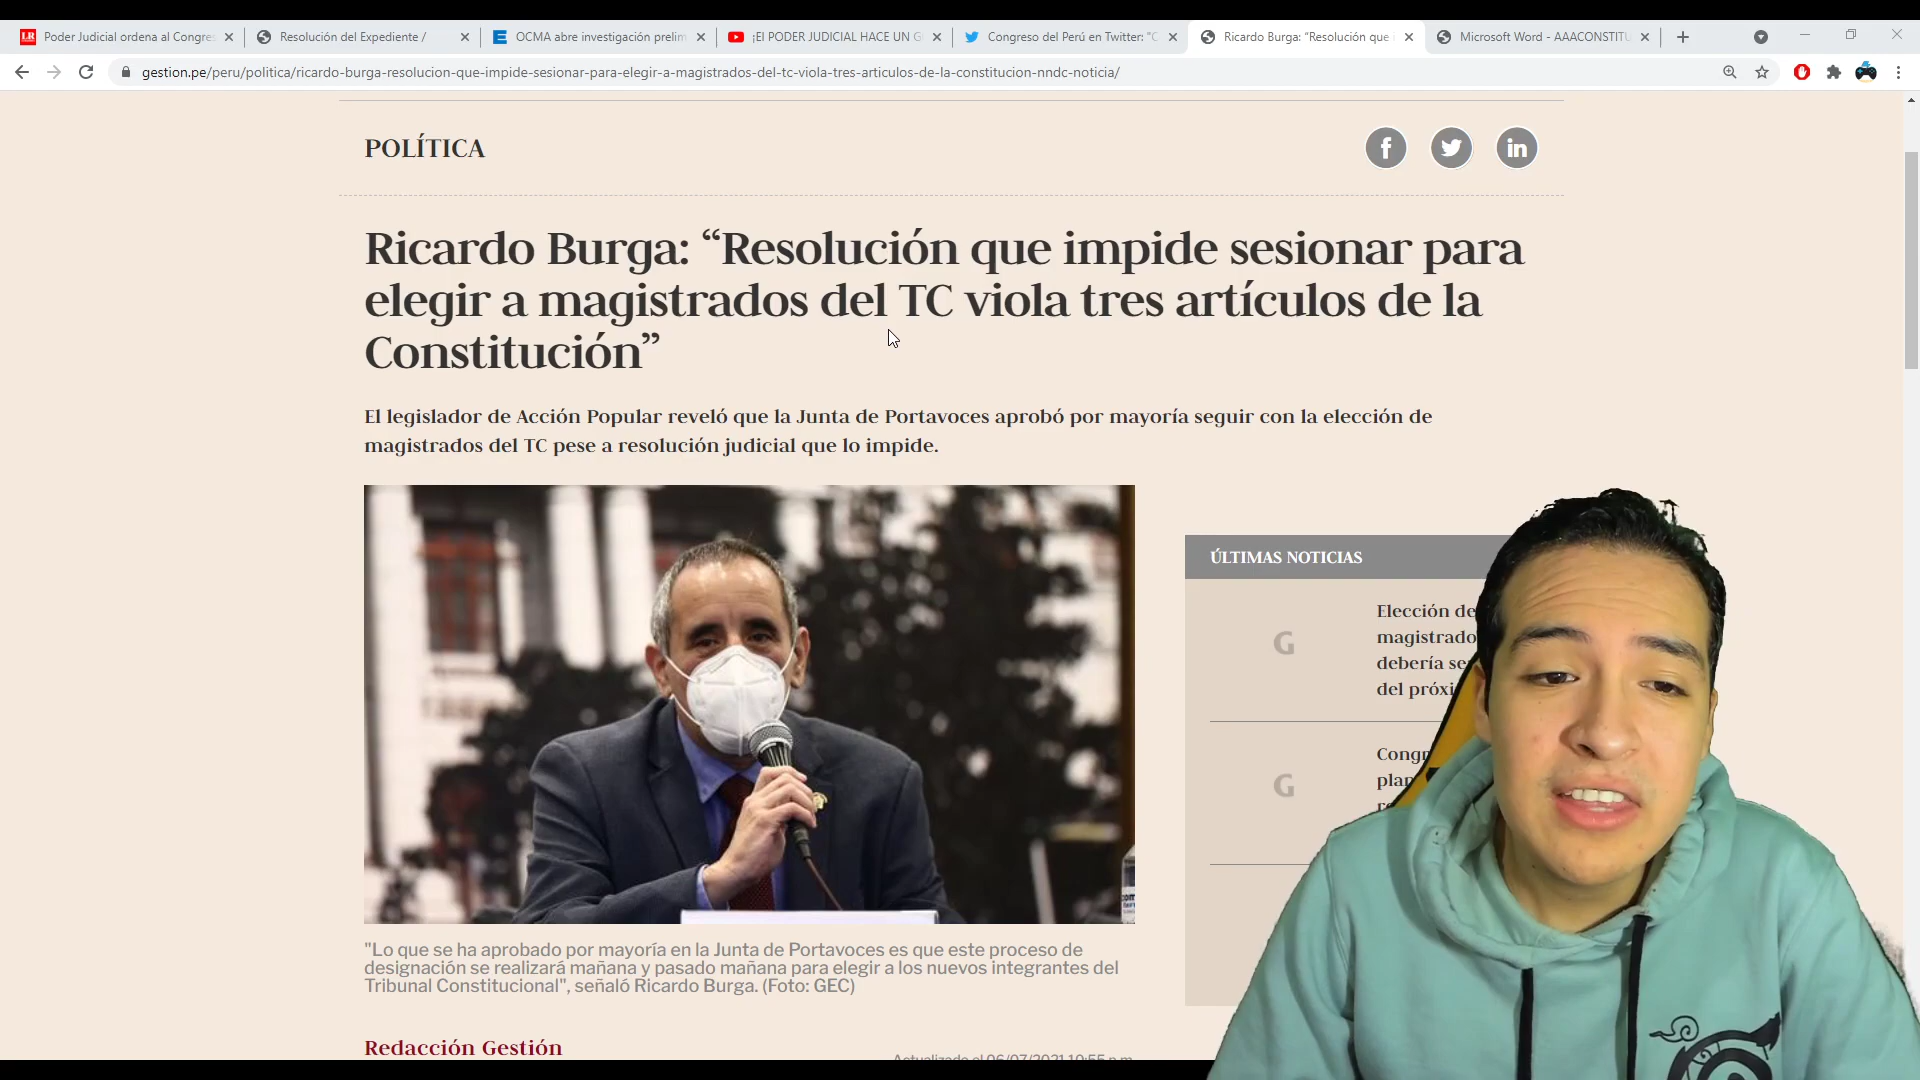 LR Poder Judicial ordena al Congres
Resolución del Expediente /
OCMA abre investigación prelim
¡El PODER JUDICIAL HACE UN G
Congreso del Perú en Twitter: "C
Ricardo Burga: "Resolución que i
Microsoft Word - AAACONSTITU
gestion.pe/peru/politica/ricardo-burga-resolucion-que-impide-sesionar-para-elegir-a-magistrados-del-tc-viola-tres-articulos-de-la-constitucion-nndc-noticia/
POLÍTICA
Ricardo Burga: “Resolución que impide sesionar para
elegir a magistrados del TC viola tres artículos de la
Constitución”
El legislador de Acción Popular reveló que la Junta de Portavoces aprobó por mayoría seguir con la elección de
magistrados del TC pese a resolución judicial que lo impide.
"Lo que se ha aprobado por mayoría en la Junta de Portavoces es que este proceso de
designación se realizará mañana y pasado mañana para elegir a los nuevos integrantes del
Tribunal Constitucional", señaló Ricardo Burga. (Foto: GEC)
Redacción Gestión
Actualizado el 06/07/2021 10:55 p.m.
ÚLTIMAS NOTICIAS
G
Elección de
magistrado
debería se
del próxi
G
Congr
plan